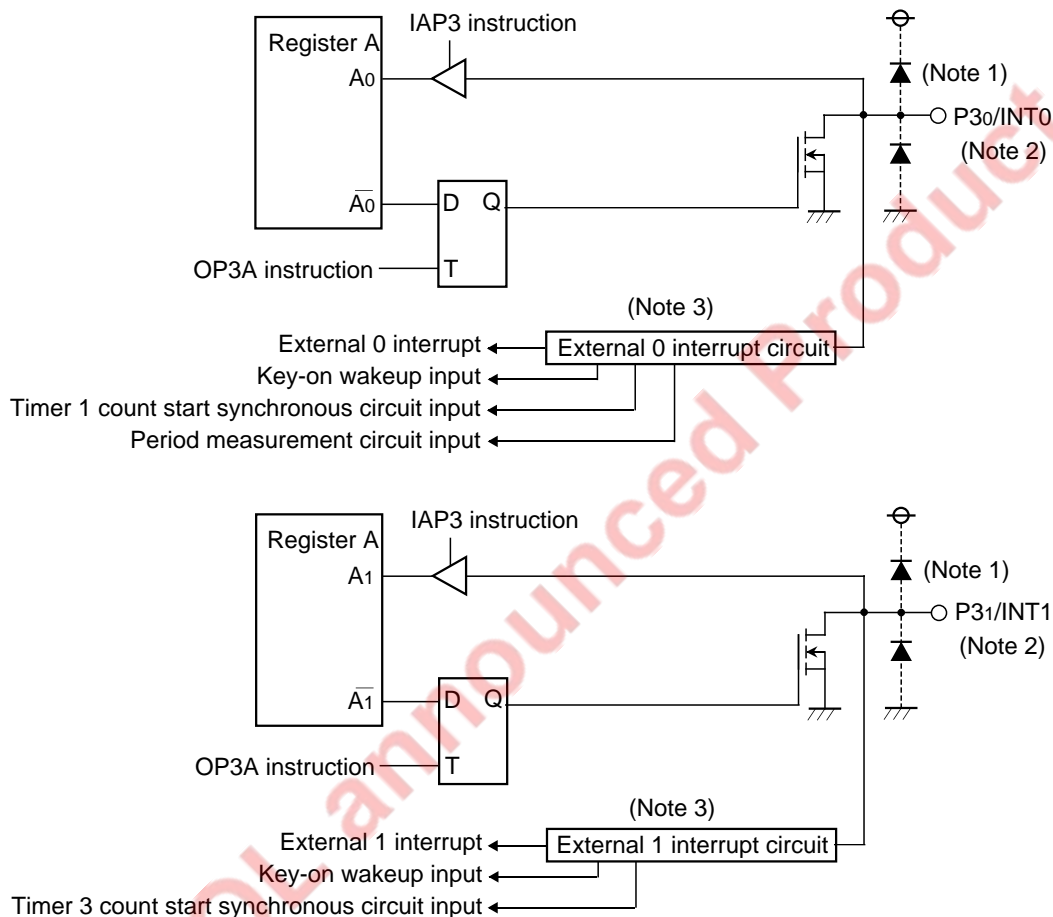 IAP3 instruction
Register A
A0
(Note 1)
P30/INT0
(Note 2)
A0
D Q
OP3A instruction
T
(Note 3)
External 0 interrupt
External 0 interrupt circuit
Key-on wakeup input
Timer 1 count start synchronous circuit input
Period measurement circuit input
IAP3 instruction
Register A
A1
(Note 1)
P31/INT1
(Note 2)
A1
D Q
OP3A instruction
T
(Note 3)
External 1 interrupt
External 1 interrupt circuit
Key-on wakeup input
Timer 3 count start synchronous circuit input
OL announced Product